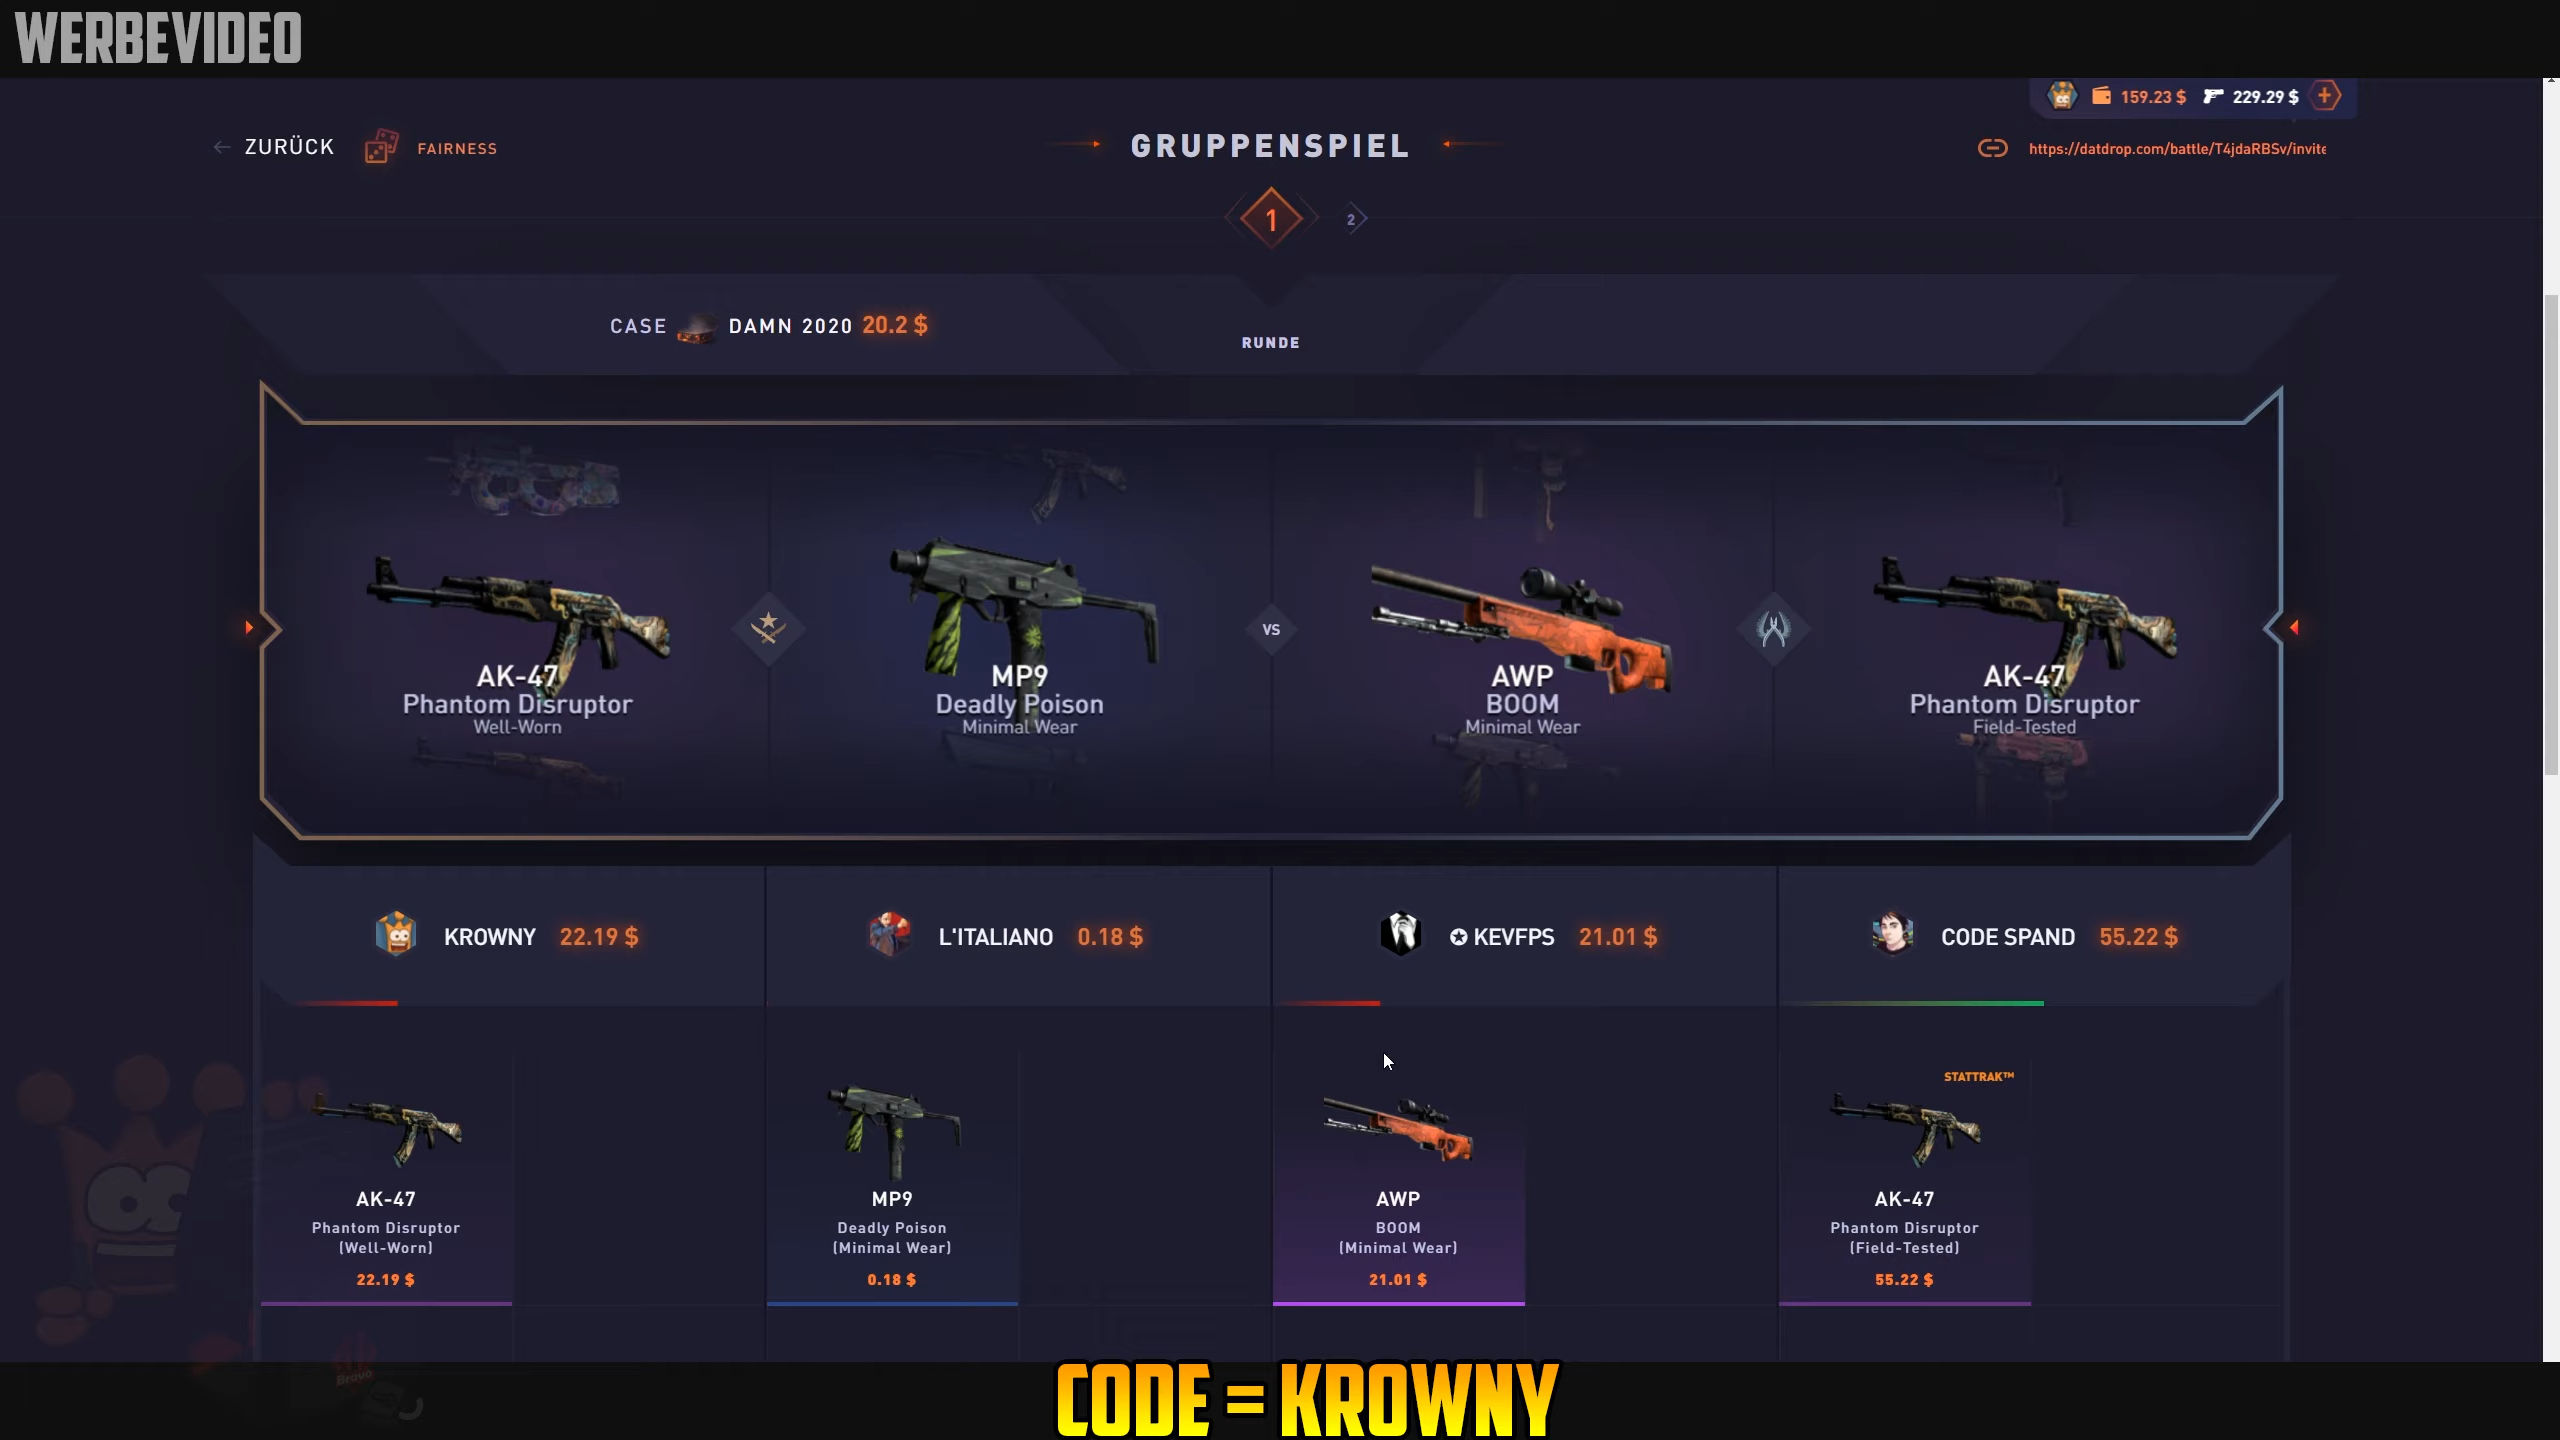 WERBEVIDEO
159.23 $ 229.29 $
ZURÜCK FAIRNESS GRUPPENSPIEL https://datdrop.com/battle/T4jdaRBSv/invite
1 2
CASE DAMN 2020 20.2 $
RUNDE
VS
AK-47 MP9 AWP AK-47
Phantom Disruptor Deadly Poison BOOM Phantom Disruptor
Well-Worn Minimal Wear Minimal Wear Field-Tested
KROWNY 22.19 $ L'ITALIANO 0.18 $ KEVFPS 21.01 $ CODE SPAND 55.22 $
STATTRAK™
AK-47 MP9 AWP AK-47
Phantom Disruptor Deadly Poison BOOM Phantom Disruptor
(Well-Worn) (Minimal Wear) (Minimal Wear) (Field-Tested)
22.19 $ 0.18 $ 21.01 $ 55.22 $
Bravo
CODE = KROWNY